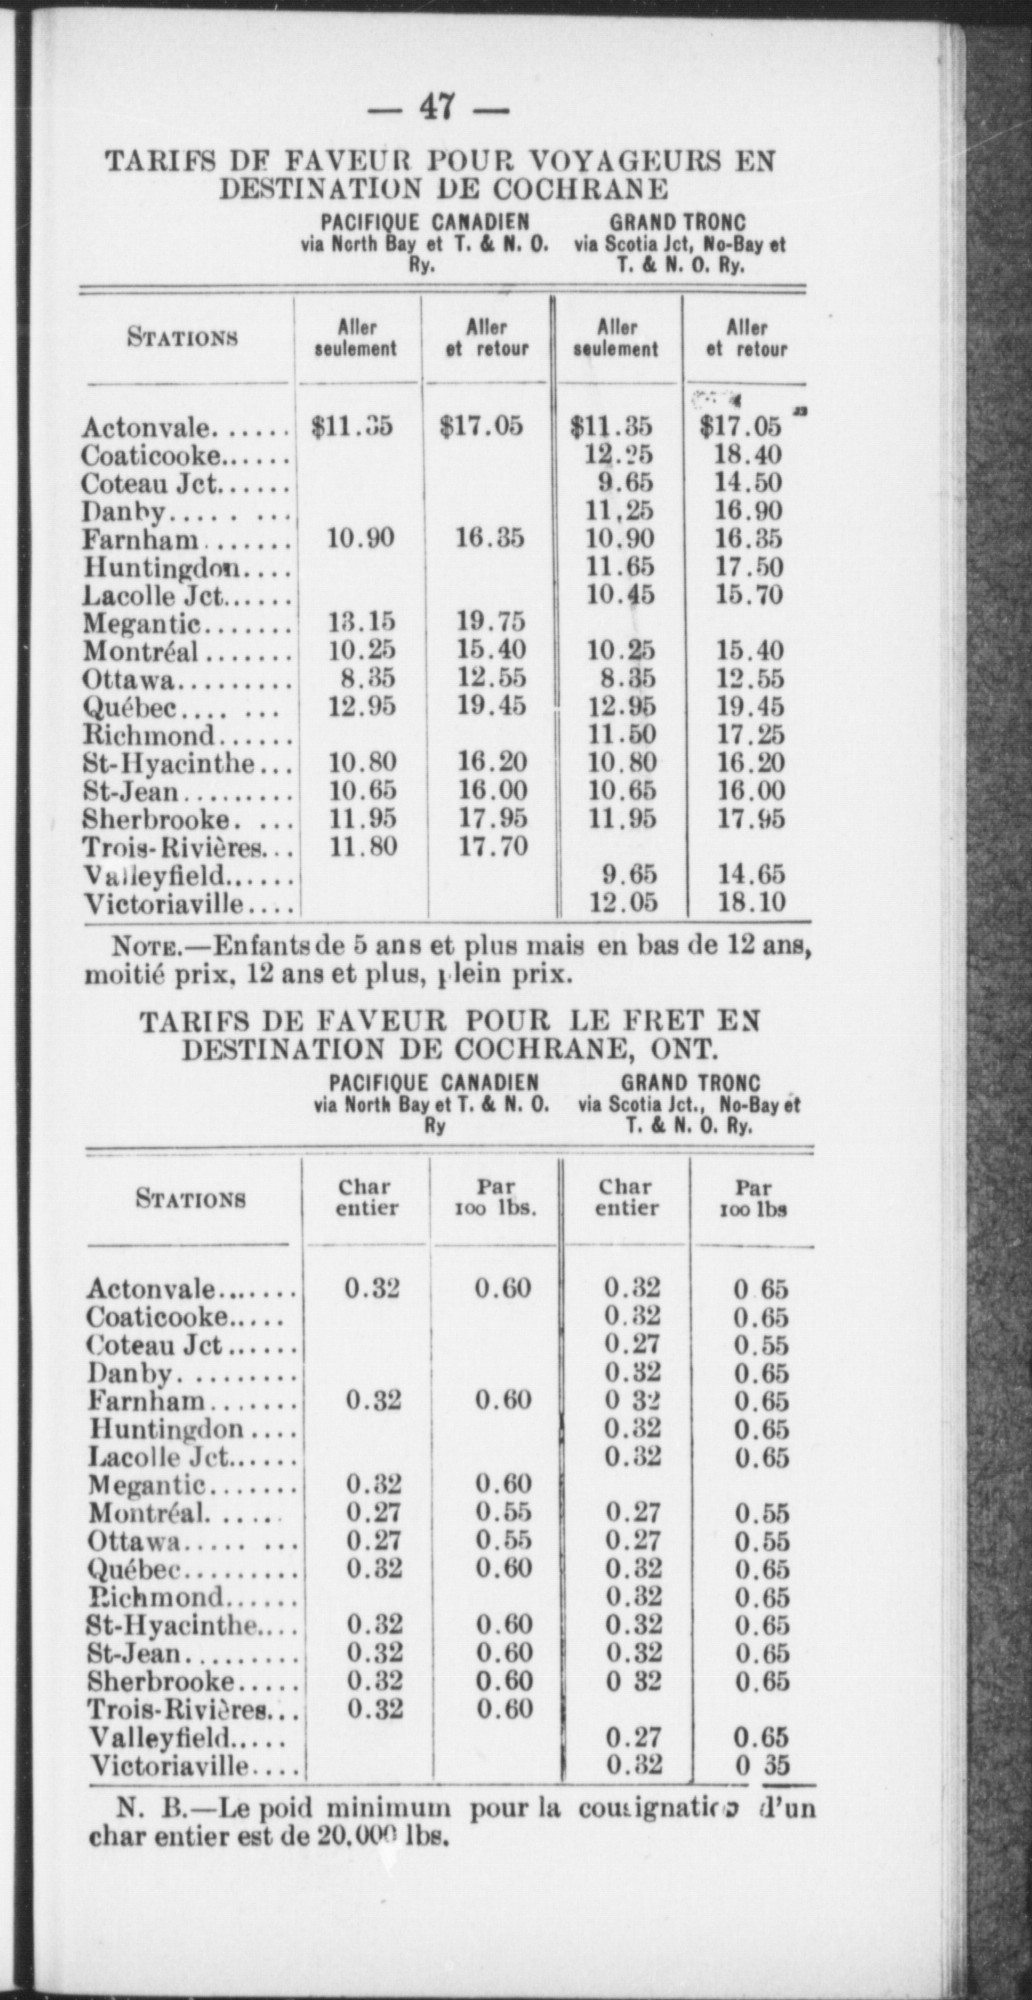 — 47 —
TARIFS DE FAVEUR POUR VOYAGEURS EN
DESTINATION DE COCHRANE
PACIFIQUE CANADIEN GRAND TRONC
via North Bay et T. & N. O. via Scotia Jct, No-Bay et
Ry. T. & N. O. Ry.
STATIONS Aller seulement Aller et retour Aller seulement Aller et retour
Actonvale. ...... $11.35 $17.05 $11.35 $17.05
Coaticooke...... 12.25 18.40
Coteau Jct...... 9.65 14.50
Danby..... ... 11.25 16.90
Farnham....... 10.90 16.35 10.90 16.35
Huntingdon.... 11.65 17.50
Lacolle Jct...... 10.45 15.70
Megantic....... 13.15 19.75
Montréal....... 10.25 15.40 10.25 15.40
Ottawa......... 8.35 12.55 8.35 12.55
Québec.... ... 12.95 19.45 12.95 19.45
Richmond...... 11.50 17.25
St-Hyacinthe... 10.80 16.20 10.80 16.20
St-Jean......... 10.65 16.00 10.65 16.00
Sherbrooke. ... 11.95 17.95 11.95 17.95
Trois-Rivières... 11.80 17.70
Valleyfield...... 9.65 14.65
Victoriaville.... 12.05 18.10
NOTE.—Enfants de 5 ans et plus mais en bas de 12 ans,
moitié prix, 12 ans et plus, plein prix.
TARIFS DE FAVEUR POUR LE FRET EN
DESTINATION DE COCHRANE, ONT.
PACIFIQUE CANADIEN GRAND TRONC
via North Bay et T. & N. O. via Scotia Jct., No-Bay et
Ry T. & N. O. Ry.
STATIONS Char entier Par 100 lbs. Char entier Par 100 lbs
Actonvale....... 0.32 0.60 0.32 0 65
Coaticooke..... 0.32 0.65
Coteau Jct...... 0.27 0.55
Danby. ........ 0.32 0.65
Farnham....... 0.32 0.60 0 32 0.65
Huntingdon.... 0.32 0.65
Lacolle Jct...... 0.32 0.65
Megantic....... 0.32 0.60
Montréal. ..... 0.27 0.55 0.27 0.55
Ottawa..... ... 0.27 0.55 0.27 0.55
Québec......... 0.32 0.60 0.32 0.65
Richmond...... 0.32 0.65
St-Hyacinthe.... 0.32 0.60 0.32 0.65
St-Jean......... 0.32 0.60 0.32 0.65
Sherbrooke..... 0.32 0.60 0 32 0.65
Trois-Rivières... 0.32 0.60
Valleyfield..... 0.27 0.65
Victoriaville.... 0.32 0 35
N. B.—Le poid minimum pour la consignation d'un
char entier est de 20.000 lbs.